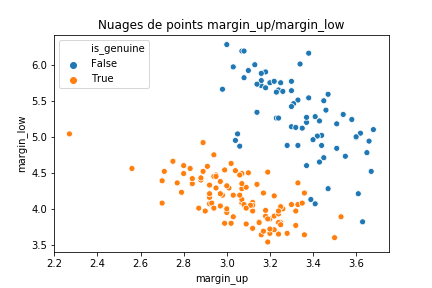 Nuages de points margin_up/margin_low
is_genuine
False
True
margin_low
6.0
5.5
5.0
4.5
4.0
3.5
2.2 2.4 2.6 2.8 3.0 3.2 3.4 3.6
margin_up